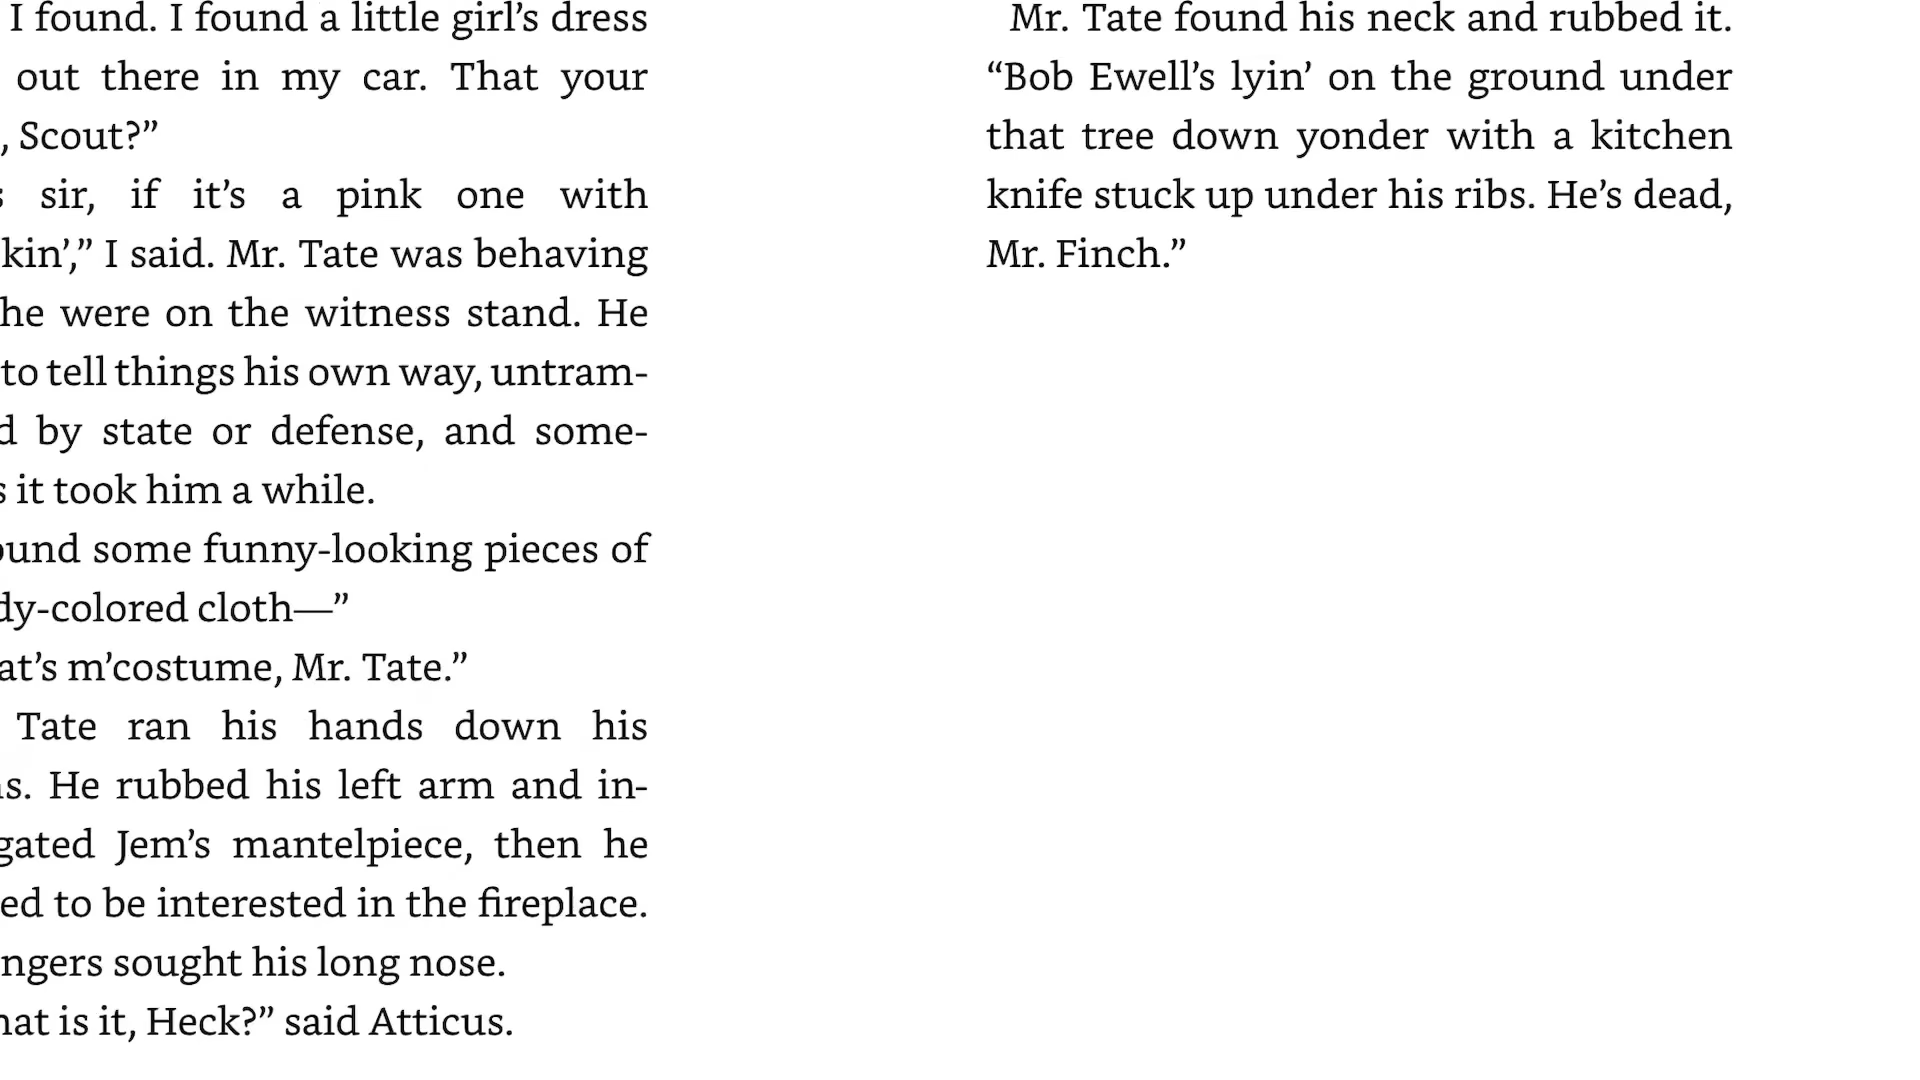 I found. I found a little girl’s dress
out there in my car. That your
, Scout?”
sir, if it’s a pink one with
kin’,” I said. Mr. Tate was behaving
he were on the witness stand. He
to tell things his own way, untram-
d by state or defense, and some-
s it took him a while.
ound some funny-looking pieces of
dy-colored cloth—”
at’s m’costume, Mr. Tate.”
Tate ran his hands down his
s. He rubbed his left arm and in-
gated Jem’s mantelpiece, then he
ed to be interested in the fireplace.
ngers sought his long nose.
hat is it, Heck?” said Atticus.
Mr. Tate found his neck and rubbed it.
“Bob Ewell’s lyin’ on the ground under
that tree down yonder with a kitchen
knife stuck up under his ribs. He’s dead,
Mr. Finch.”